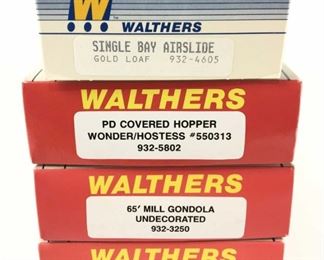 W
WALTHERS
SINGLE BAY AIRSLIDE
GOLD LOAF 932-4605
WALTHERS
PD COVERED HOPPER
WONDER/HOSTESS #550313
932-5802
WALTHERS
65' MILL GONDOLA
UNDECORATED
932-3250
WALTHERS